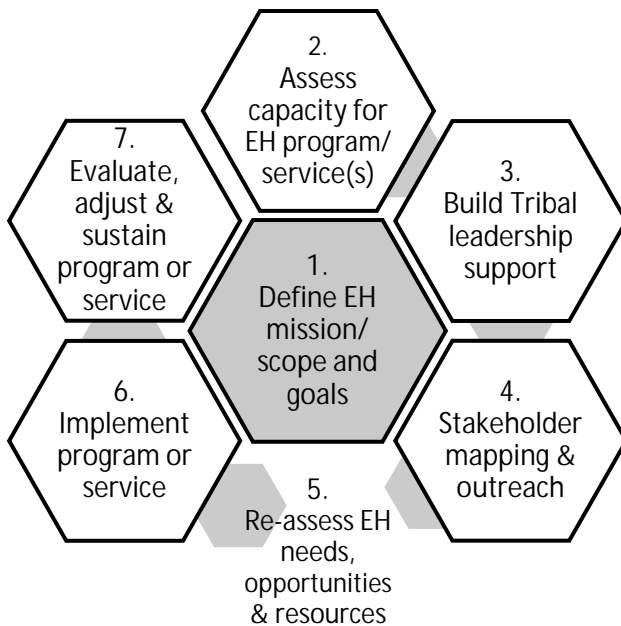 1.
Define EH
mission/
scope and
goals
2.
Assess
capacity for
EH program/
service(s)
3.
Build Tribal
leadership
support
4.
Stakeholder
mapping &
outreach
5.
Re-assess EH
needs,
opportunities
& resources
6.
Implement
program or
service
7.
Evaluate,
adjust &
sustain
program or
service